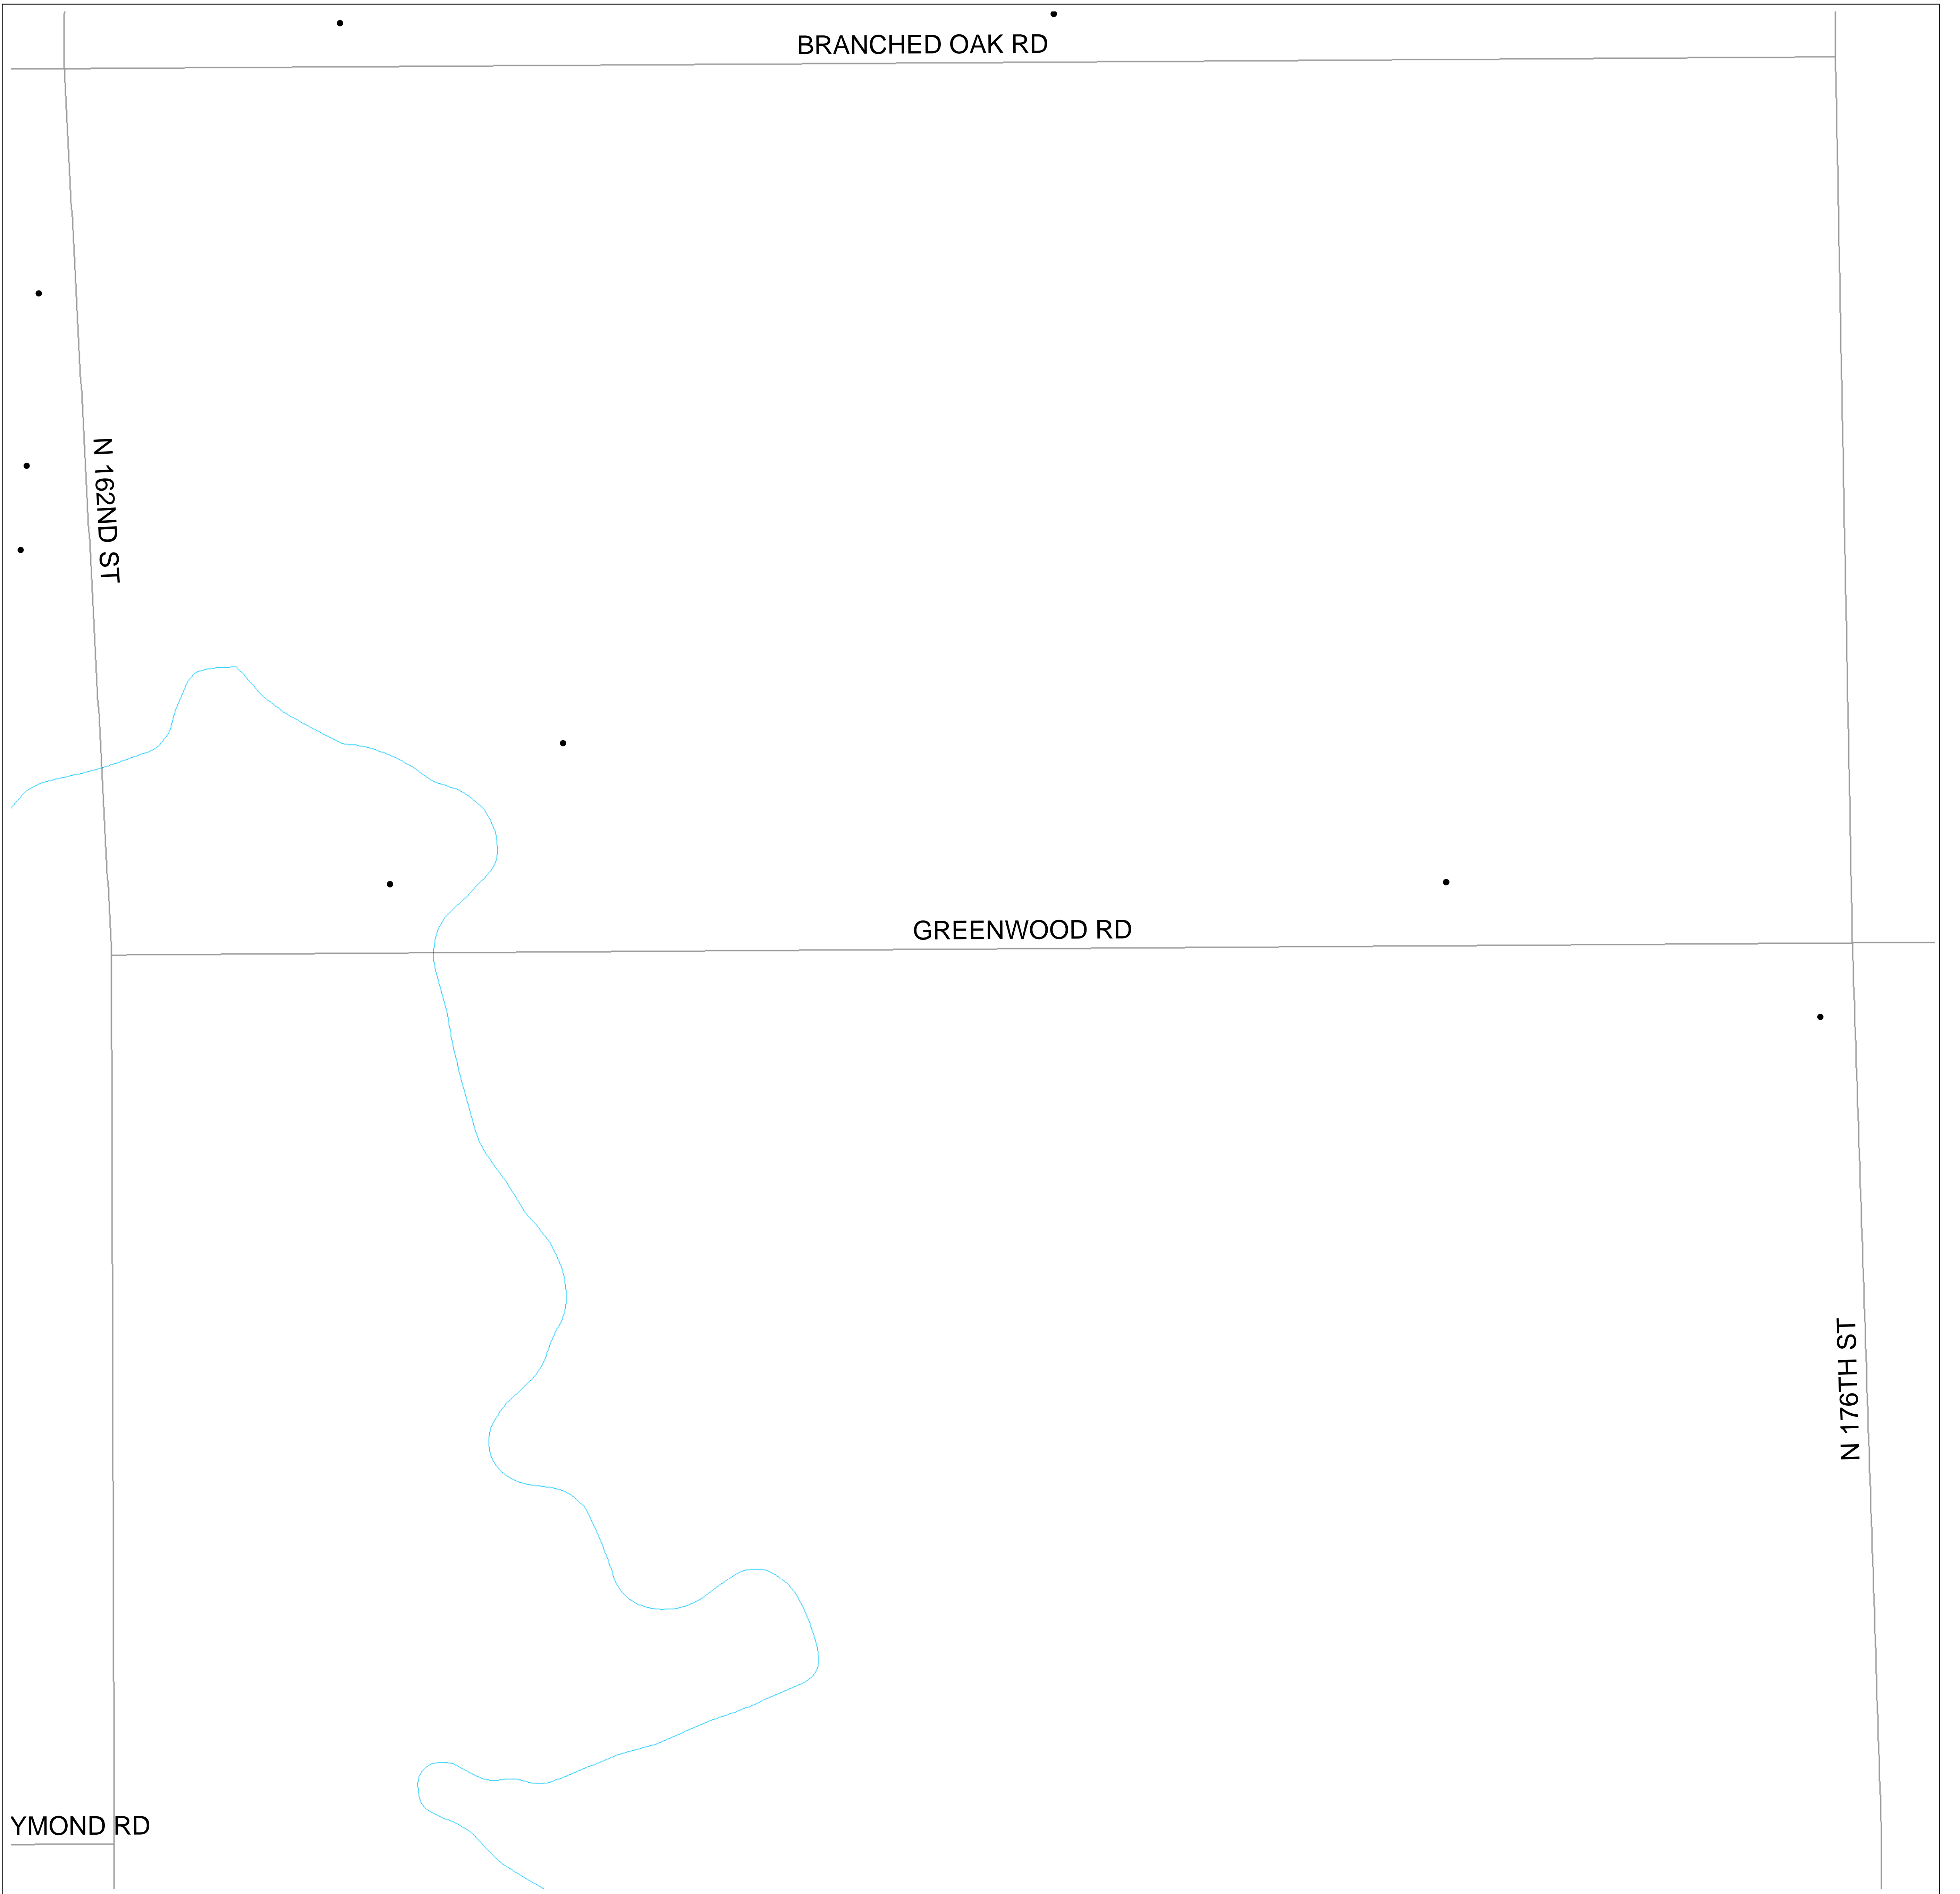 BRANCHED OAK RD
N 162ND ST
GREENWOOD RD
N 176TH ST
YMOND RD